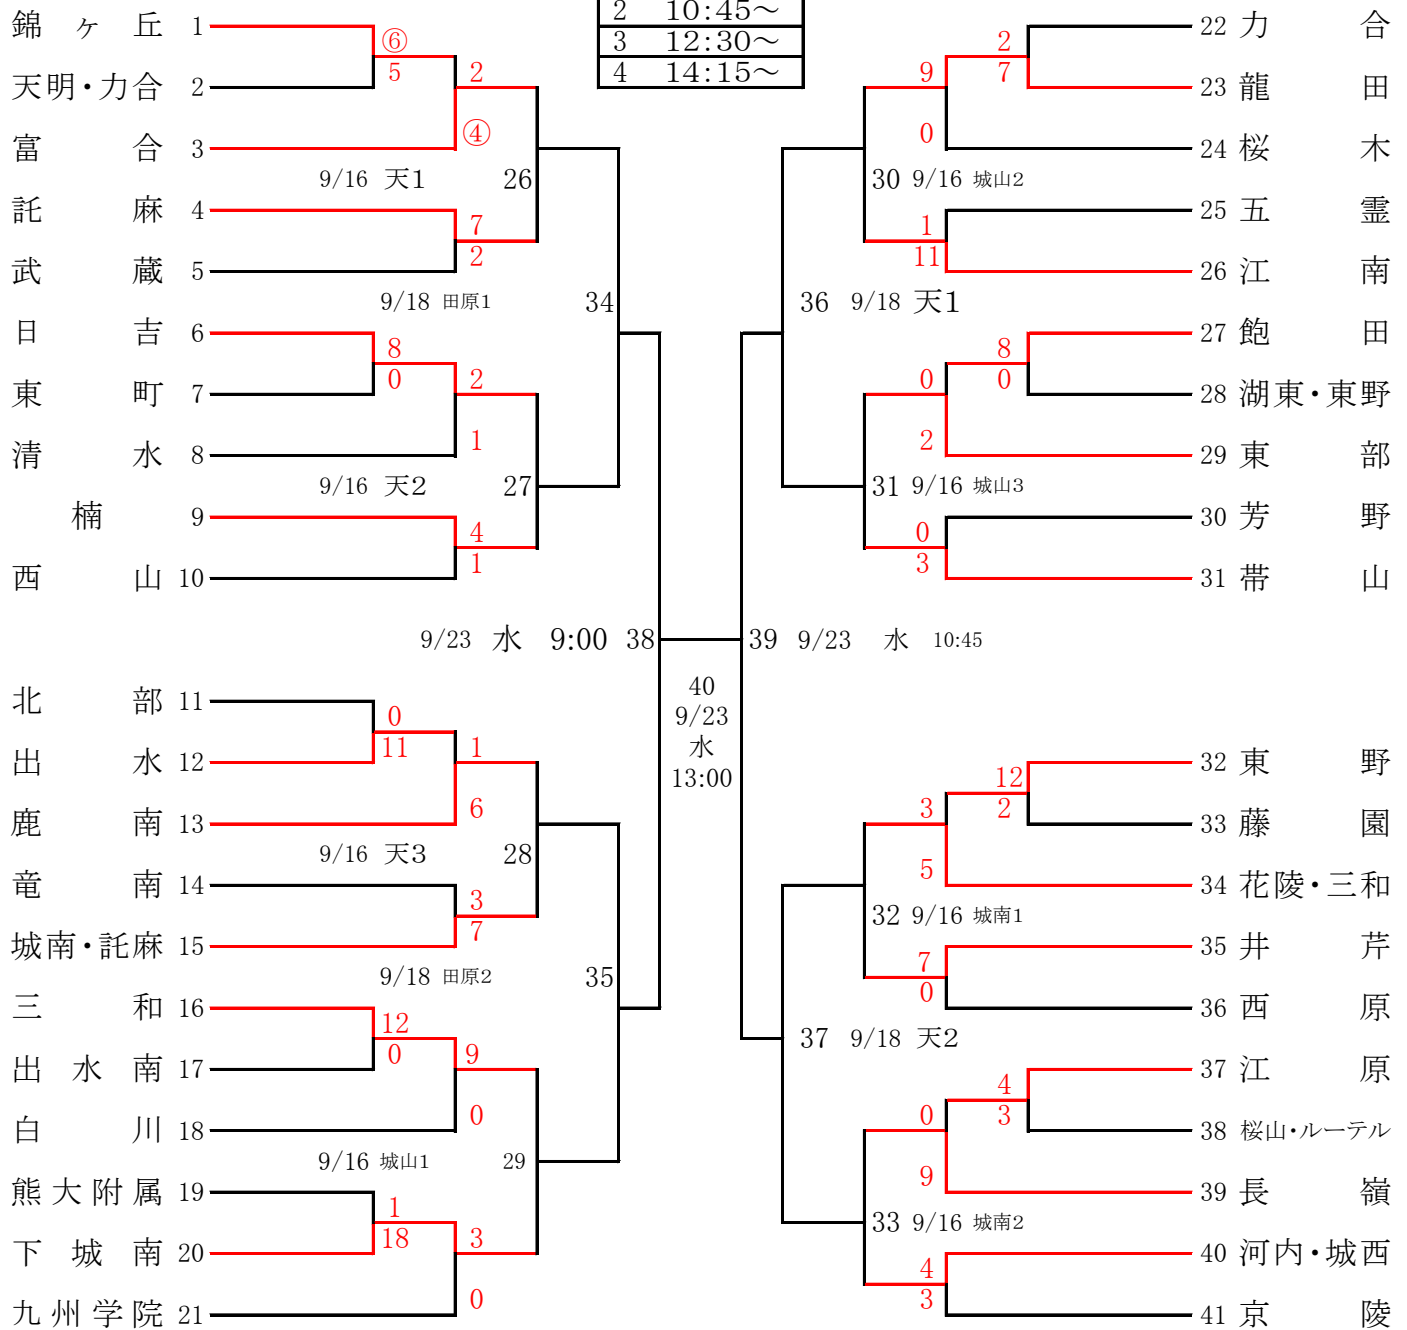 2 10:45～
3 12:30～
4 14:15～
錦ヶ丘 1
天明・力合 2
富合 3
託麻 4
武蔵 5
日吉 6
東町 7
清水 8
楠 9
西山 10
北部 11
出水 12
鹿南 13
竜南 14
城南・託麻 15
三和 16
出水南 17
白川 18
熊大附属 19
下城南 20
九州学院 21
⑥
5
2
④
9/16 天1 26
7
2
9/18 田原1 34
8
0
2
1
9/16 天2 27
4
1
9/23 水 9:00 38
0
11
1
6
9/16 天3 28
3
7
9/18 田原2 35
12
0
9
0
9/16 城山1 29
1
18
3
0
40
9/23
水
13:00
2
7
9
0
30 9/16 城山2
1
11
36 9/18 天1
8
0
0
2
31 9/16 城山3
0
3
39 9/23 水 10:45
12
2
3
5
32 9/16 城南1
7
0
37 9/18 天2
4
3
0
9
33 9/16 城南2
4
3
22 力合
23 龍田
24 桜木
25 五霊
26 江南
27 飽田
28 湖東・東野
29 東部
30 芳野
31 帯山
32 東野
33 藤園
34 花陵・三和
35 井芹
36 西原
37 江原
38 桜山・ルーテル
39 長嶺
40 河内・城西
41 京陵